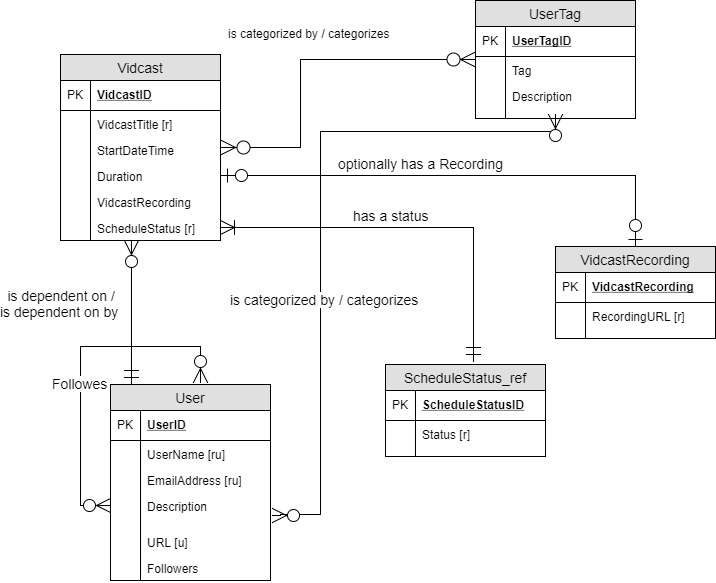 UserTag
PK UserTagID
Tag
Description
is categorized by / categorizes
Vidcast
PK VidcastID
VidcastTitle [r]
StartDateTime
Duration
VidcastRecording
ScheduleStatus [r]
optionally has a Recording
has a status
VidcastRecording
PK VidcastRecording
RecordingURL [r]
is dependent on /
is dependent on by
is categorized by / categorizes
ScheduleStatus_ref
PK ScheduleStatusID
Status [r]
Followes
User
PK UserID
UserName [ru]
EmailAddress [ru]
Description
URL [u]
Followers